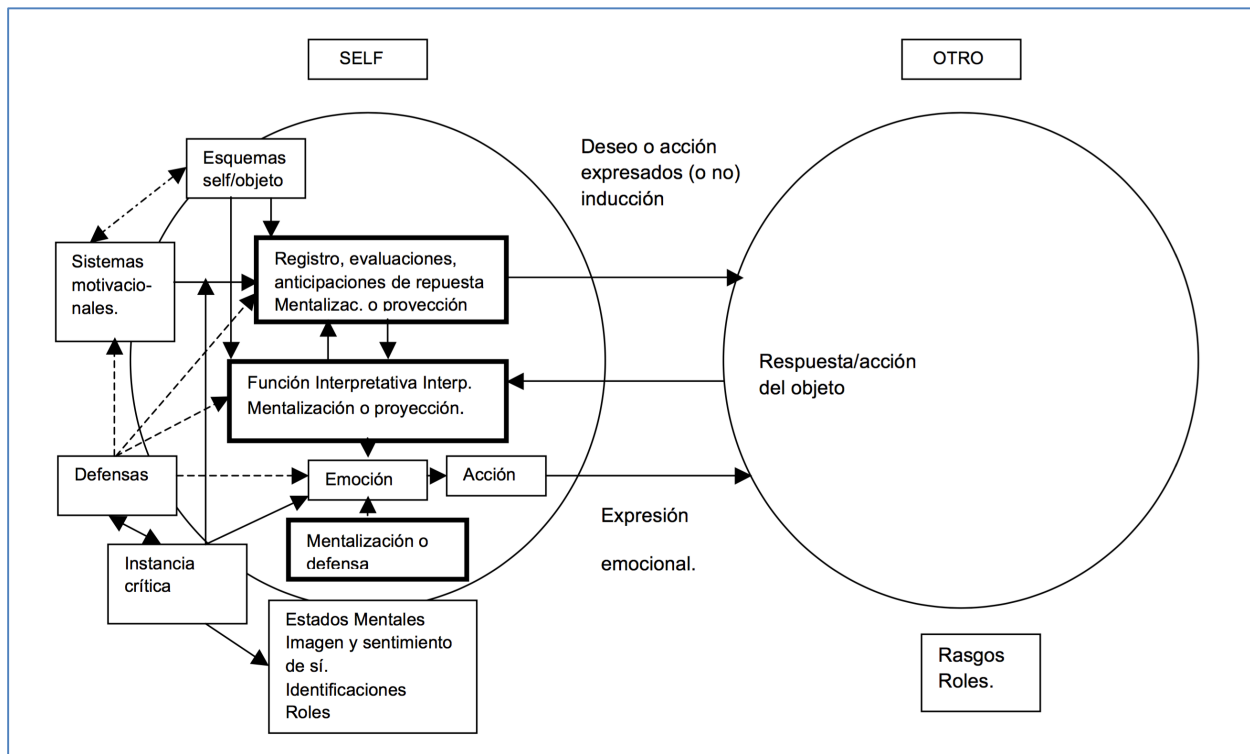 SELF
OTRO
Esquemas
self/objeto
Deseo o acción
expresados (o no)
inducción
Sistemas
motivacio-
nales.
Registro, evaluaciones,
anticipaciones de repuesta
Mentalizac. o proyección
Función Interpretativa Interp.
Mentalización o proyección.
Respuesta/acción
del objeto
Defensas
Emoción
Acción
Mentalización o
defensa
Expresión
emocional.
Instancia
crítica
Estados Mentales
Imagen y sentimiento
de sí.
Identificaciones
Roles
Rasgos
Roles.